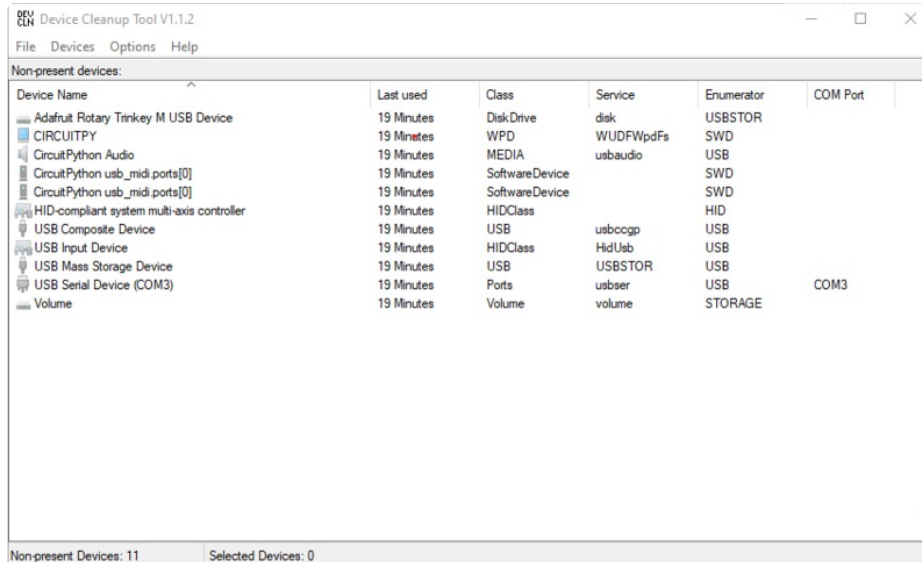 DEV CLN Device Cleanup Tool V1.1.2
File Devices Options Help
Non-present devices:
Device Name Last used Class Service Enumerator COM Port
Adafruit Rotary Trinkey M USB Device 19 Minutes DiskDrive disk USBSTOR
CIRCUITPY 19 Minetes WPD WUDFWpdFs SWD
CircuitPython Audio 19 Minutes MEDIA usbaudio USB
CircuitPython usb_midi.ports[0] 19 Minutes SoftwareDevice SWD
CircuitPython usb_midi.ports[0] 19 Minutes SoftwareDevice SWD
HID-compliant system multi-axis controller 19 Minutes HIDClass HID
USB Composite Device 19 Minutes USB usbccgp USB
USB Input Device 19 Minutes HIDClass HidUsb USB
USB Mass Storage Device 19 Minutes USB USBSTOR USB
USB Serial Device (COM3) 19 Minutes Ports usbser USB COM3
Volume 19 Minutes Volume volume STORAGE
Non-present Devices: 11 Selected Devices: 0